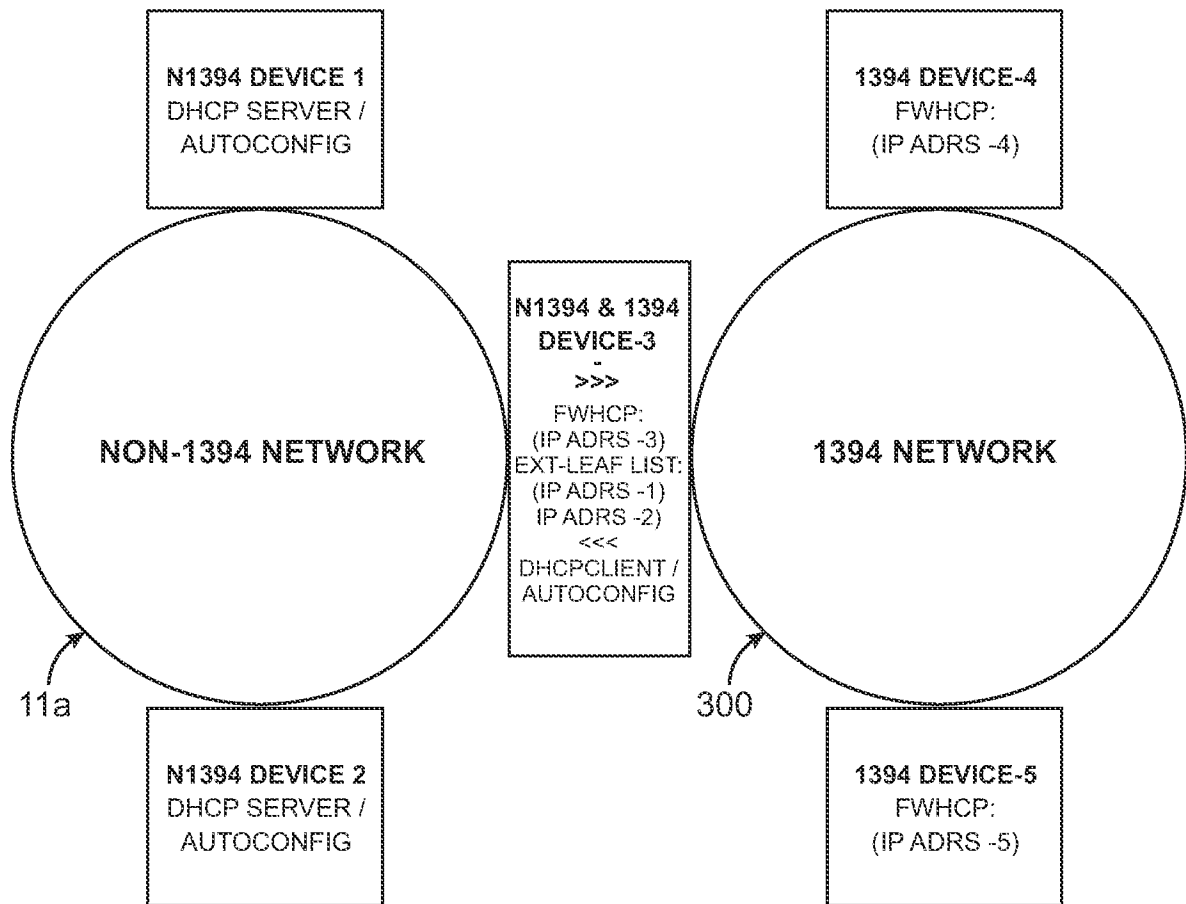 N1394 DEVICE 1
DHCP SERVER /
AUTOCONFIG
1394 DEVICE-4
FWHCP:
(IP ADRS -4)
NON-1394 NETWORK
N1394 & 1394
DEVICE-3
-
>>>
FWHCP:
(IP ADRS -3)
EXT-LEAF LIST:
(IP ADRS -1)
IP ADRS -2)
<<<
DHCPCLIENT /
AUTOCONFIG
1394 NETWORK
11a
300
N1394 DEVICE 2
DHCP SERVER /
AUTOCONFIG
1394 DEVICE-5
FWHCP:
(IP ADRS -5)